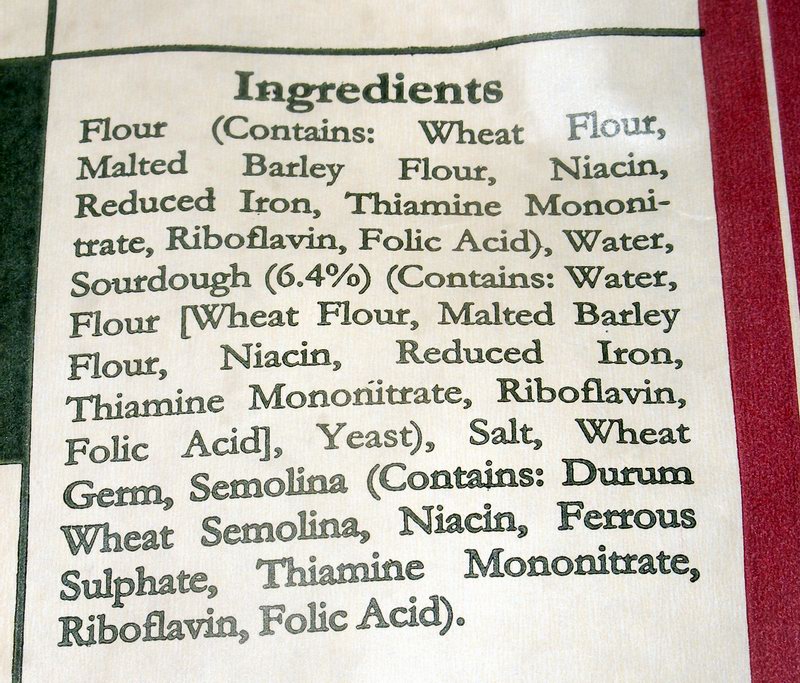 Ingredients
Flour (Contains: Wheat Flour,
Malted Barley Flour, Niacin,
Reduced Iron, Thiamine Mononi-
trate, Riboflavin, Folic Acid), Water,
Sourdough (6.4%) (Contains: Water,
Flour [Wheat Flour, Malted Barley
Flour, Niacin, Reduced Iron,
Thiamine Mononitrate, Riboflavin,
Folic Acid], Yeast), Salt, Wheat
Germ, Semolina (Contains: Durum
Wheat Semolina, Niacin, Ferrous
Sulphate, Thiamine Mononitrate,
Riboflavin, Folic Acid).